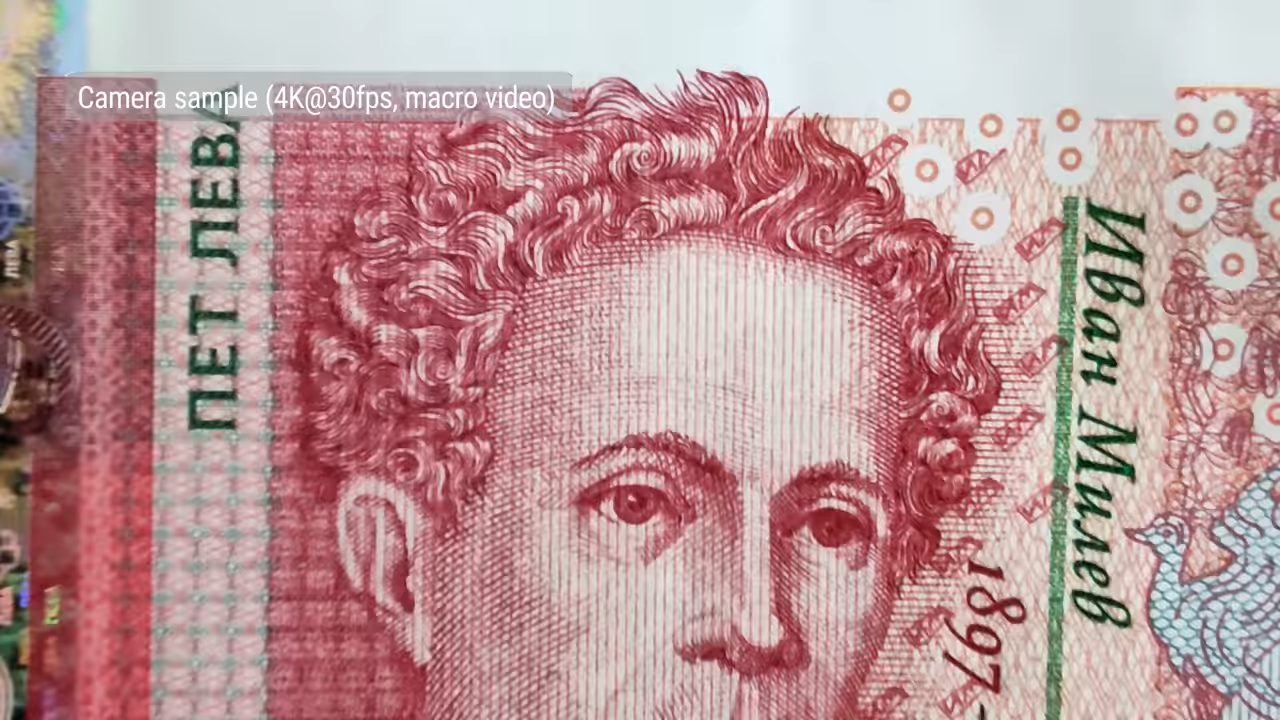 Camera sample (4K@30fps, macro video)
ПЕТ ЛЕВА
Иван Милев
1897 -